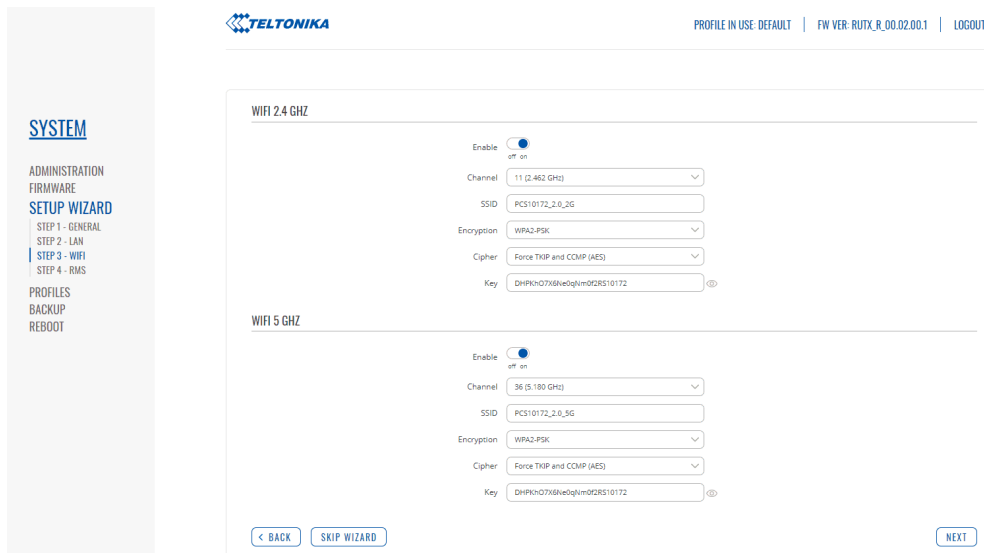 TELTONIKA
PROFILE IN USE: DEFAULT | FW VER: RUTX_R_00.02.00.1 | LOGOUT
SYSTEM
ADMINISTRATION
FIRMWARE
SETUP WIZARD
STEP 1 - GENERAL
STEP 2 - LAN
STEP 3 - WIFI
STEP 4 - RMS
PROFILES
BACKUP
REBOOT
WIFI 2.4 GHZ
Enable
off on
Channel 11 (2.462 GHz)
SSID PCS10172_2.0_2G
Encryption WPA2-PSK
Cipher Force TKIP and CCMP (AES)
Key DHPKhO7X6Ne0qNm0f2RS10172
WIFI 5 GHZ
Enable
off on
Channel 36 (5.180 GHz)
SSID PCS10172_2.0_5G
Encryption WPA2-PSK
Cipher Force TKIP and CCMP (AES)
Key DHPKhO7X6Ne0qNm0f2RS10172
< BACK SKIP WIZARD NEXT